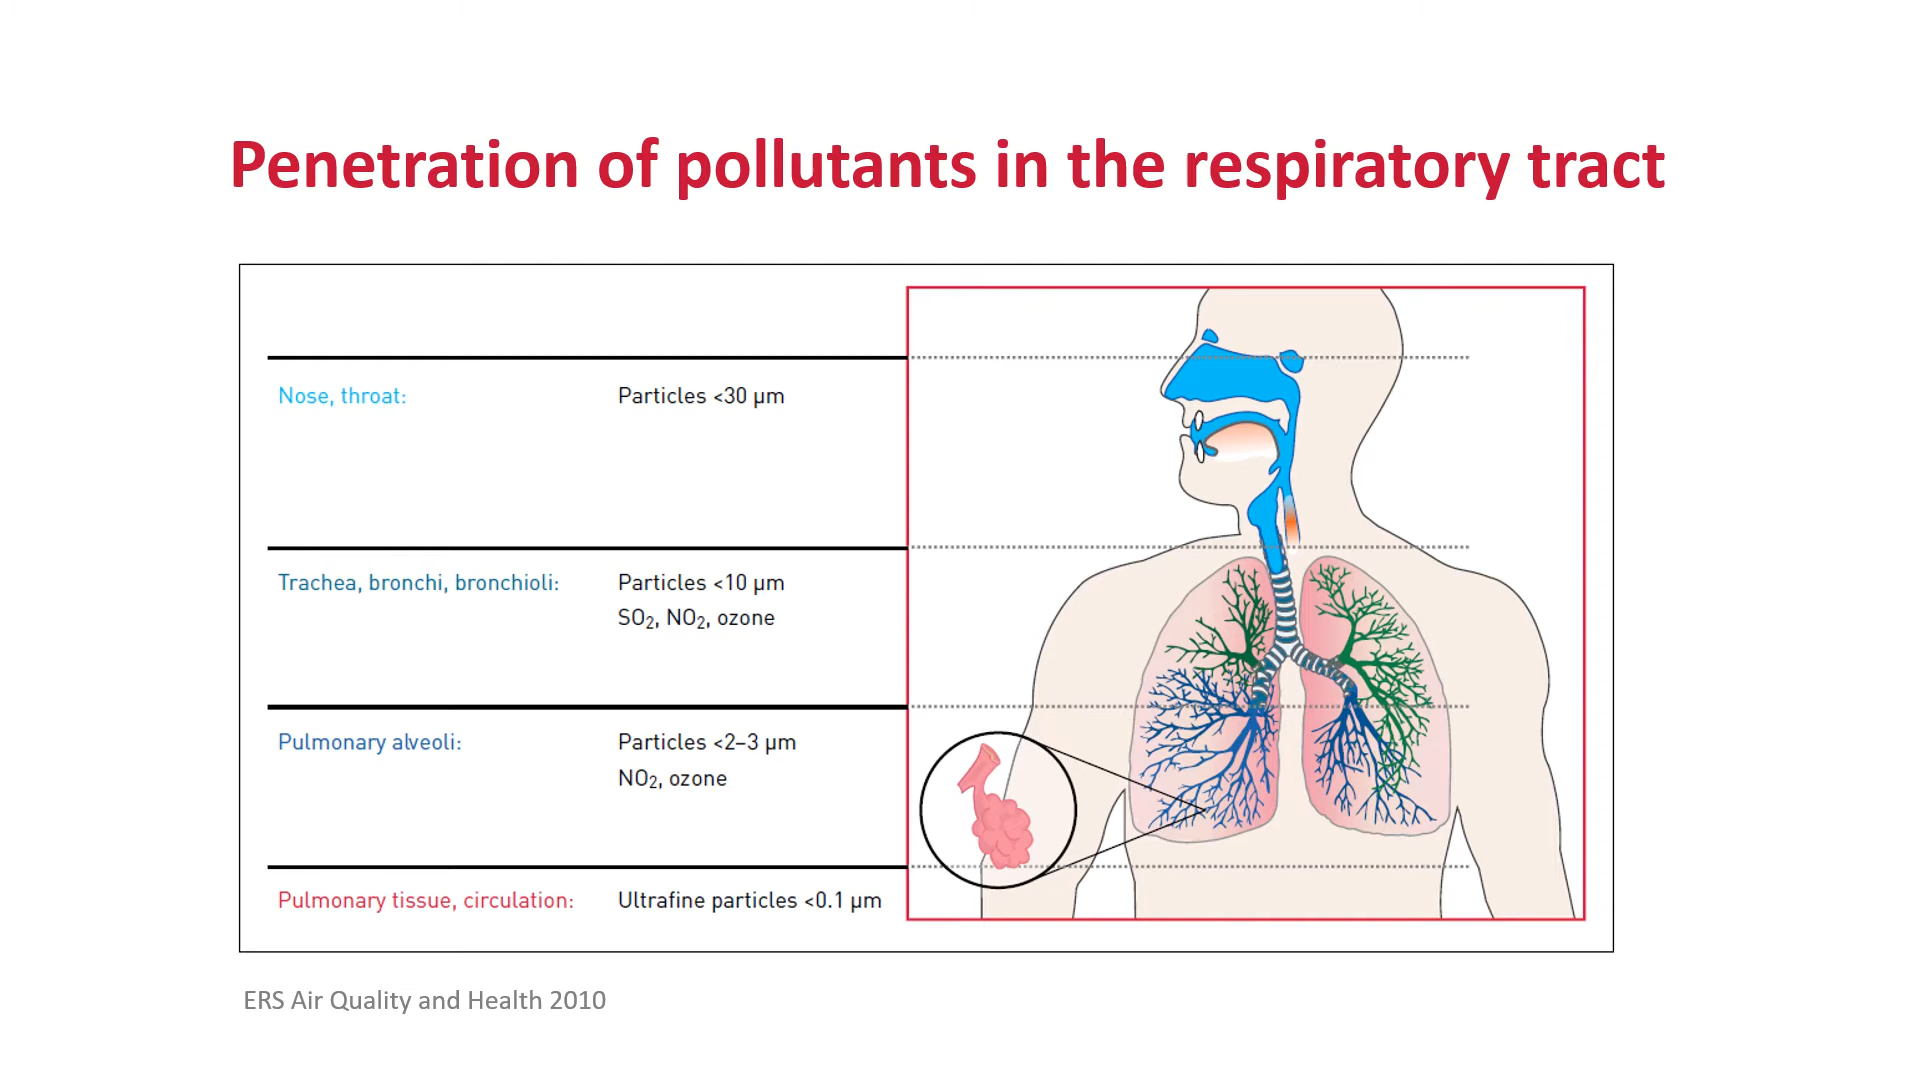 Penetration of pollutants in the respiratory tract
Nose, throat: Particles <30 µm
Trachea, bronchi, bronchioli: Particles <10 µm
SO₂, NO₂, ozone
Pulmonary alveoli: Particles <2–3 µm
NO₂, ozone
Pulmonary tissue, circulation: Ultrafine particles <0.1 µm
ERS Air Quality and Health 2010